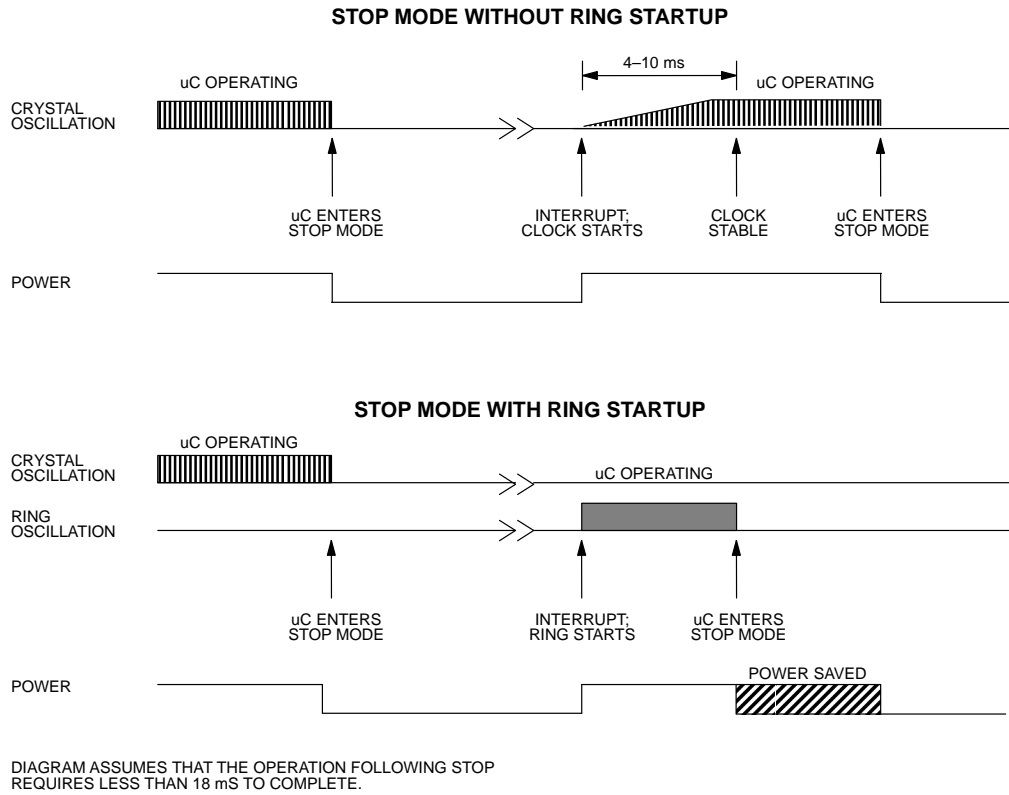 STOP MODE WITHOUT RING STARTUP
4–10 ms
uC OPERATING
uC OPERATING
CRYSTAL
OSCILLATION
uC ENTERS
STOP MODE
INTERRUPT;
CLOCK STARTS
CLOCK
STABLE
uC ENTERS
STOP MODE
POWER
STOP MODE WITH RING STARTUP
uC OPERATING
CRYSTAL
OSCILLATION
uC OPERATING
RING
OSCILLATION
uC ENTERS
STOP MODE
INTERRUPT;
RING STARTS
uC ENTERS
STOP MODE
POWER SAVED
POWER
DIAGRAM ASSUMES THAT THE OPERATION FOLLOWING STOP
REQUIRES LESS THAN 18 mS TO COMPLETE.